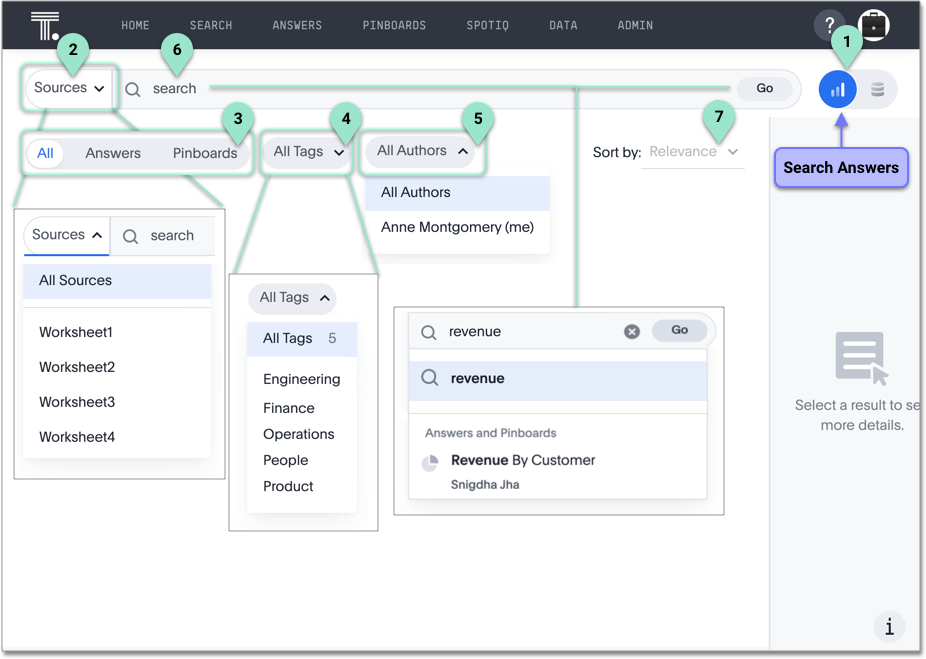 T.
HOME SEARCH ANSWERS PINBOARDS SPOTIQ DATA ADMIN ?
2 6 1
Sources search Go
3 4 5 7
All Answers Pinboards All Tags All Authors Sort by: Relevance
Search Answers
All Authors
Anne Montgomery (me)
Sources search
All Sources
Worksheet1
Worksheet2
Worksheet3
Worksheet4
All Tags
All Tags 5
Engineering
Finance
Operations
People
Product
revenue Go
revenue
Answers and Pinboards
Revenue By Customer
Snigdha Jha
Select a result to se
more details.
i